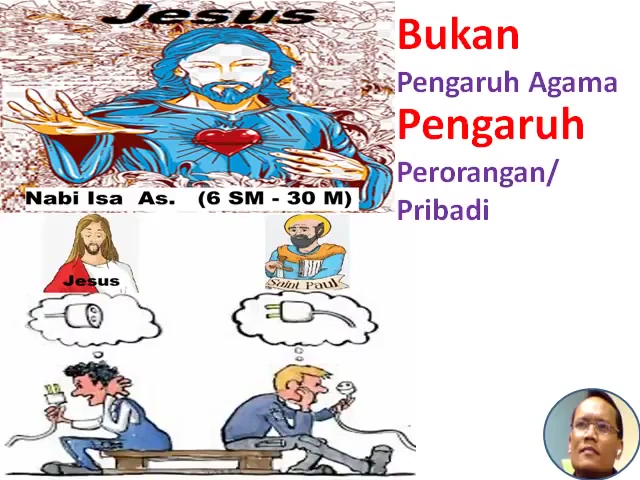 Jesus
Nabi Isa As. (6 SM - 30 M)
Bukan
Pengaruh Agama
Pengaruh
Perorangan/
Pribadi
Jesus
Saint Paul